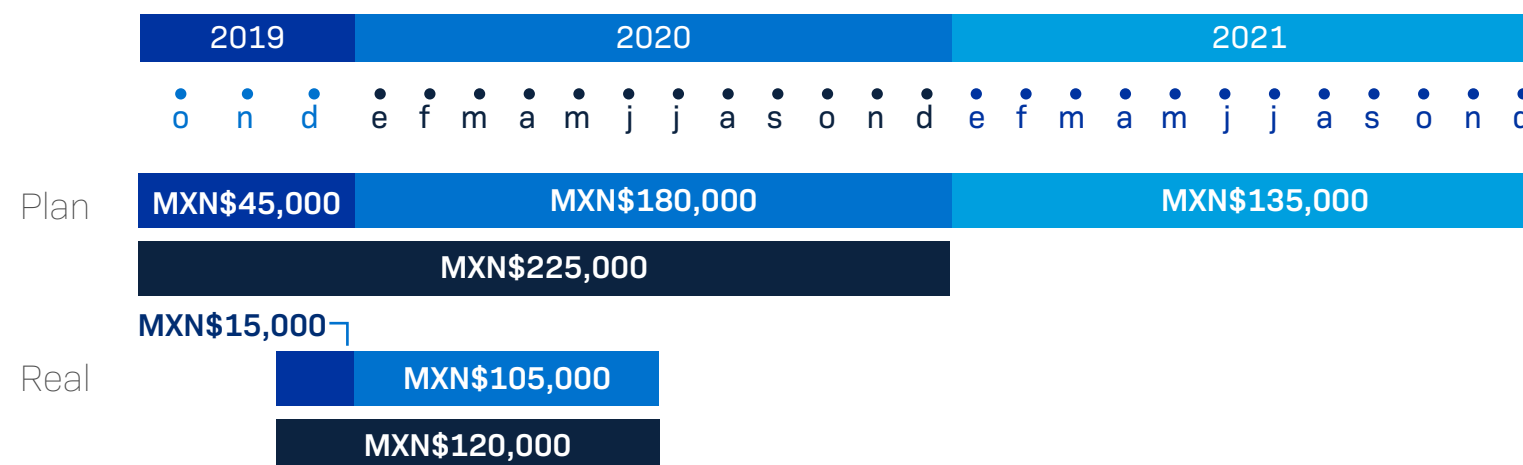 2019 2020 2021
o n d e f m a m j j a s o n d e f m a m j j a s o n d
Plan MXN$45,000 MXN$180,000 MXN$135,000
MXN$225,000
MXN$15,000
Real MXN$105,000
MXN$120,000